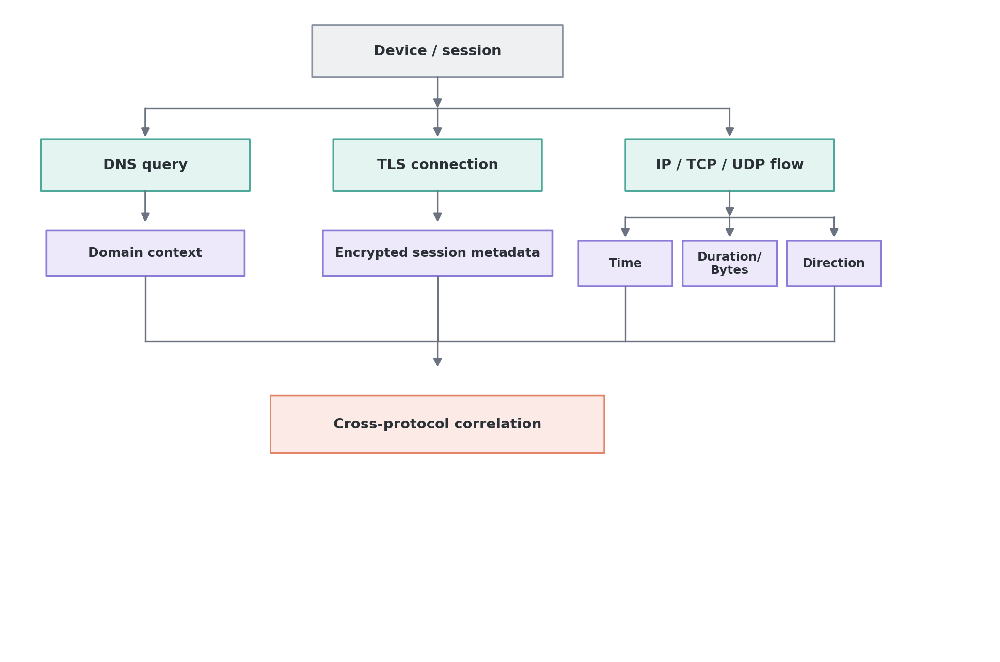 Device / session
DNS query
TLS connection
IP / TCP / UDP flow
Domain context
Encrypted session metadata
Time
Duration/
Bytes
Direction
Cross-protocol correlation